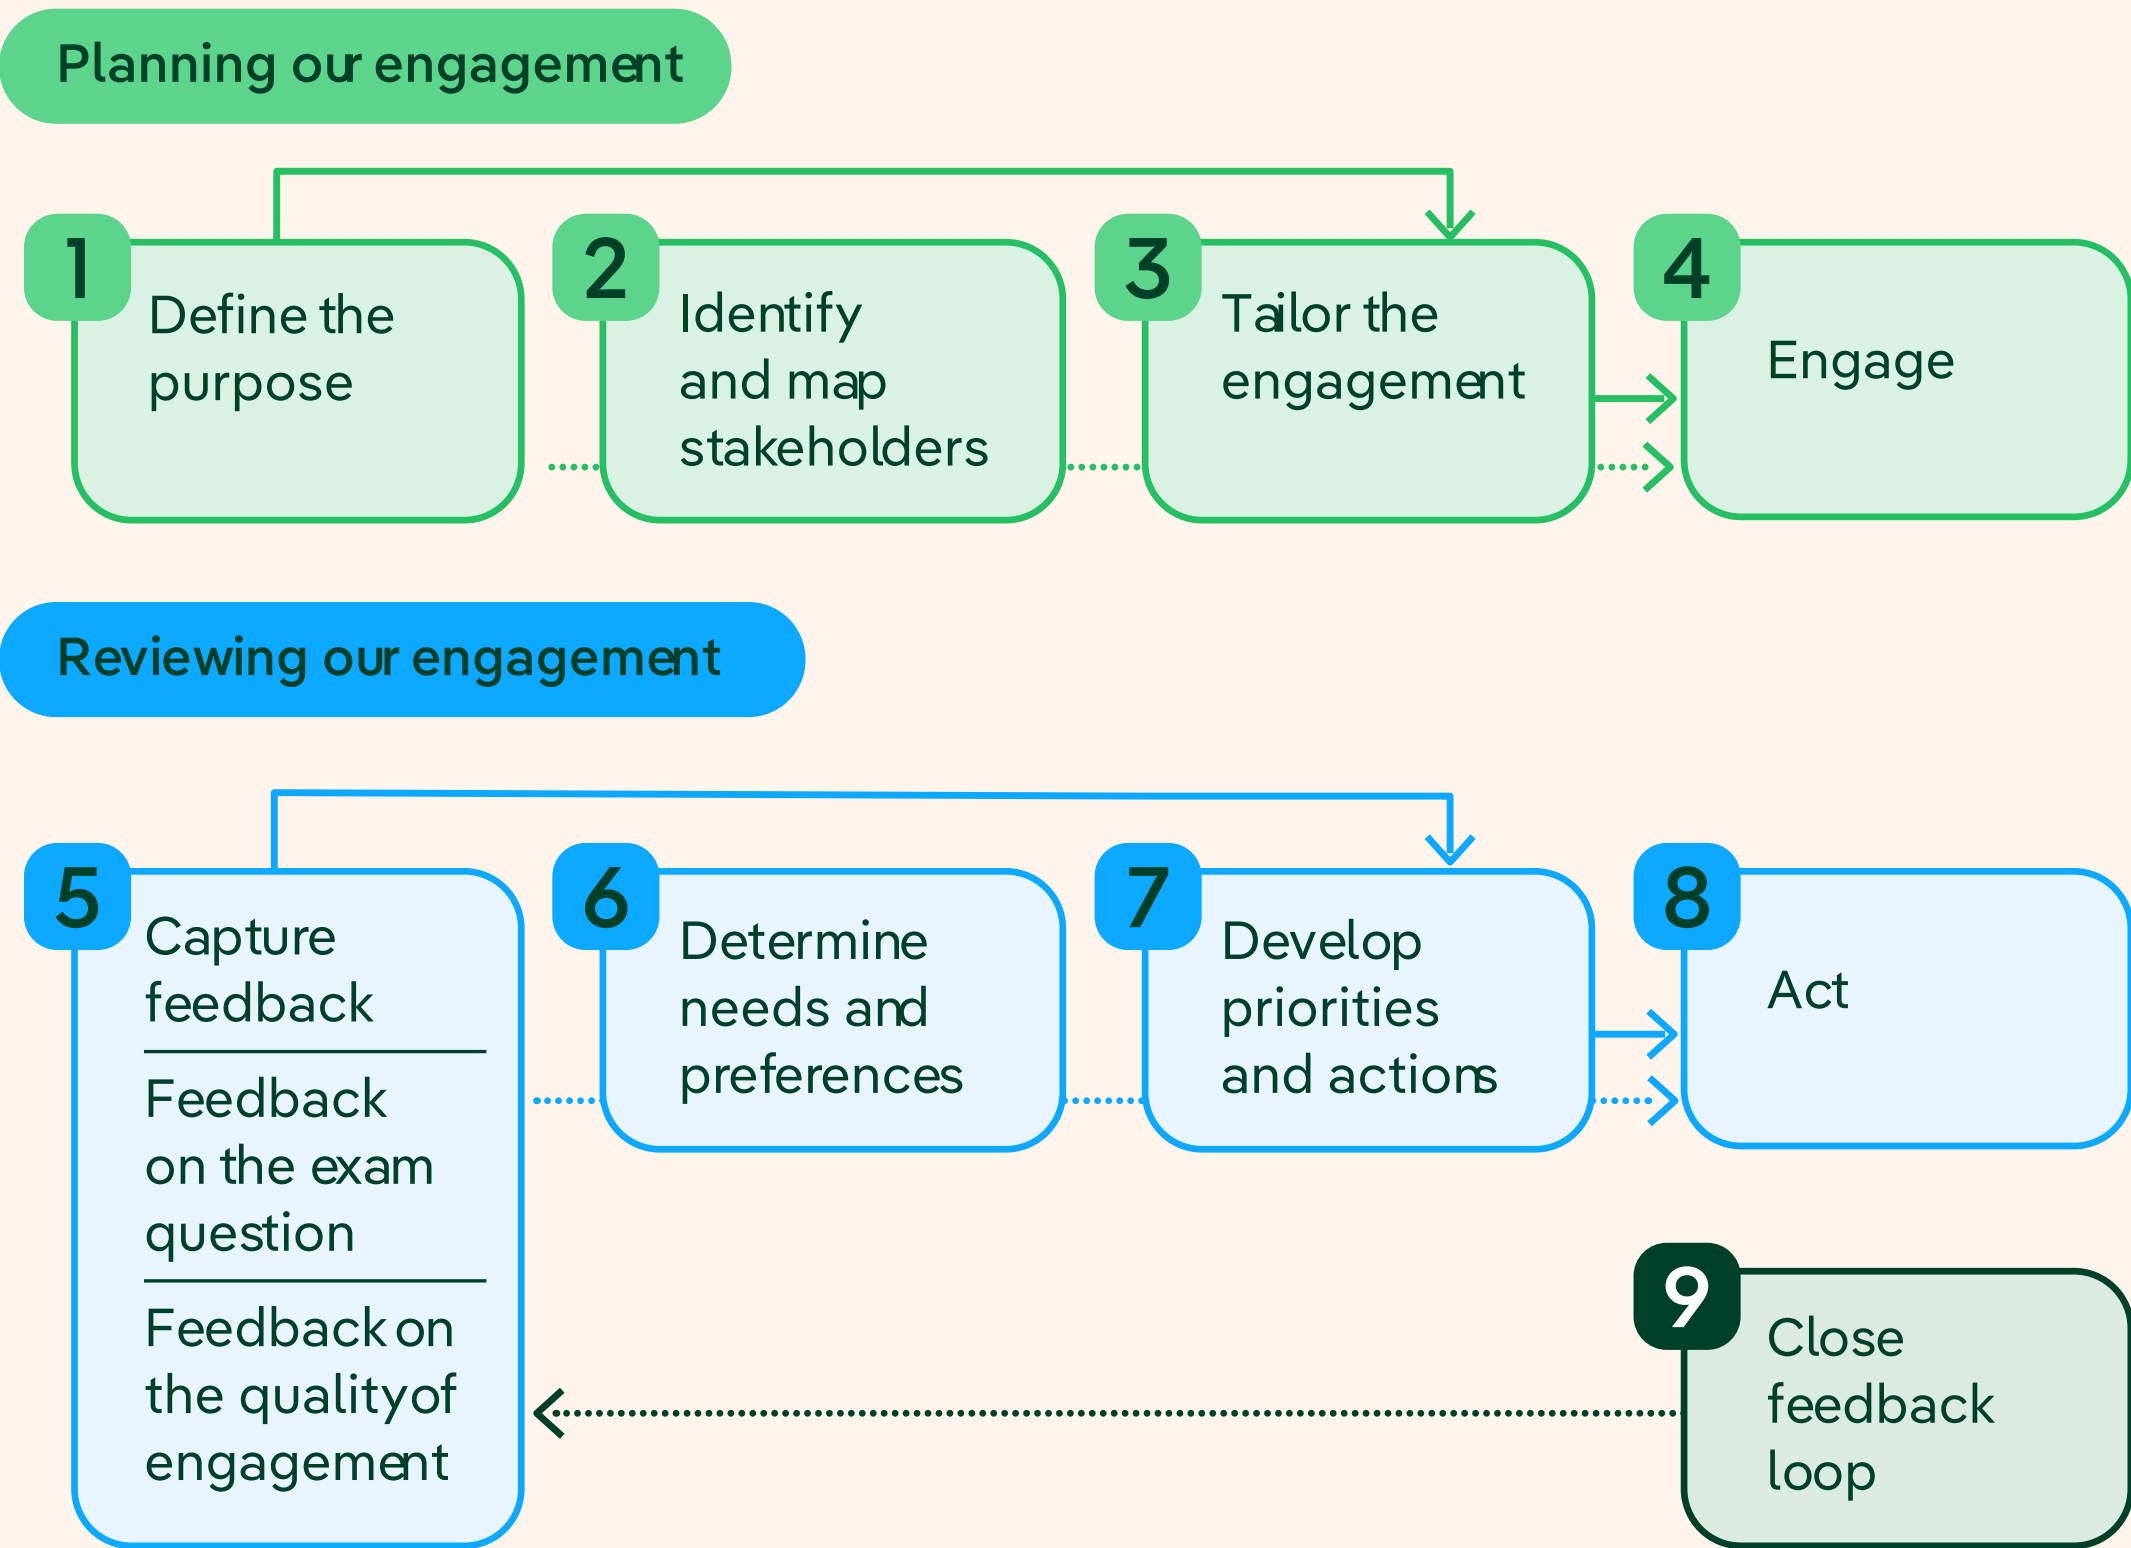 Planning our engagement
1
Define the
purpose
2
Identify
and map
stakeholders
3
Tailor the
engagement
4
Engage
Reviewing our engagement
5
Capture
feedback
Feedback
on the exam
question
Feedback on
the quality of
engagement
6
Determine
needs and
preferences
7
Develop
priorities
and actions
8
Act
9
Close
feedback
loop